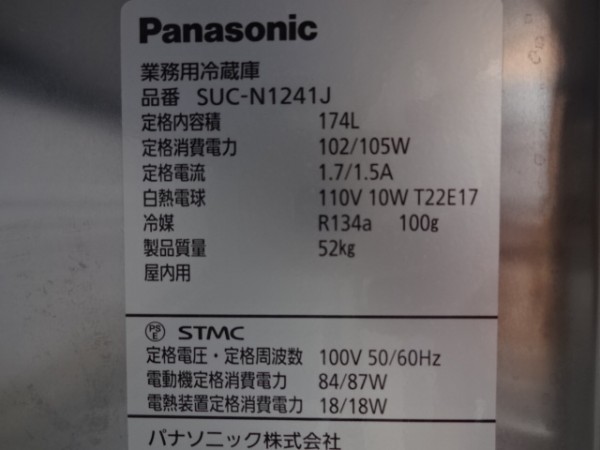 Panasonic
業務用冷蔵庫
品番 SUC-N1241J
定格内容積 174L
定格消費電力 102/105W
定格電流 1.7/1.5A
白熱電球 110V 10W T22E17
冷媒 R134a 100g
製品質量 52kg
屋内用
PSE STMC
定格電圧・定格周波数 100V 50/60Hz
電動機定格消費電力 84/87W
電熱装置定格消費電力 18/18W
パナソニック株式会社